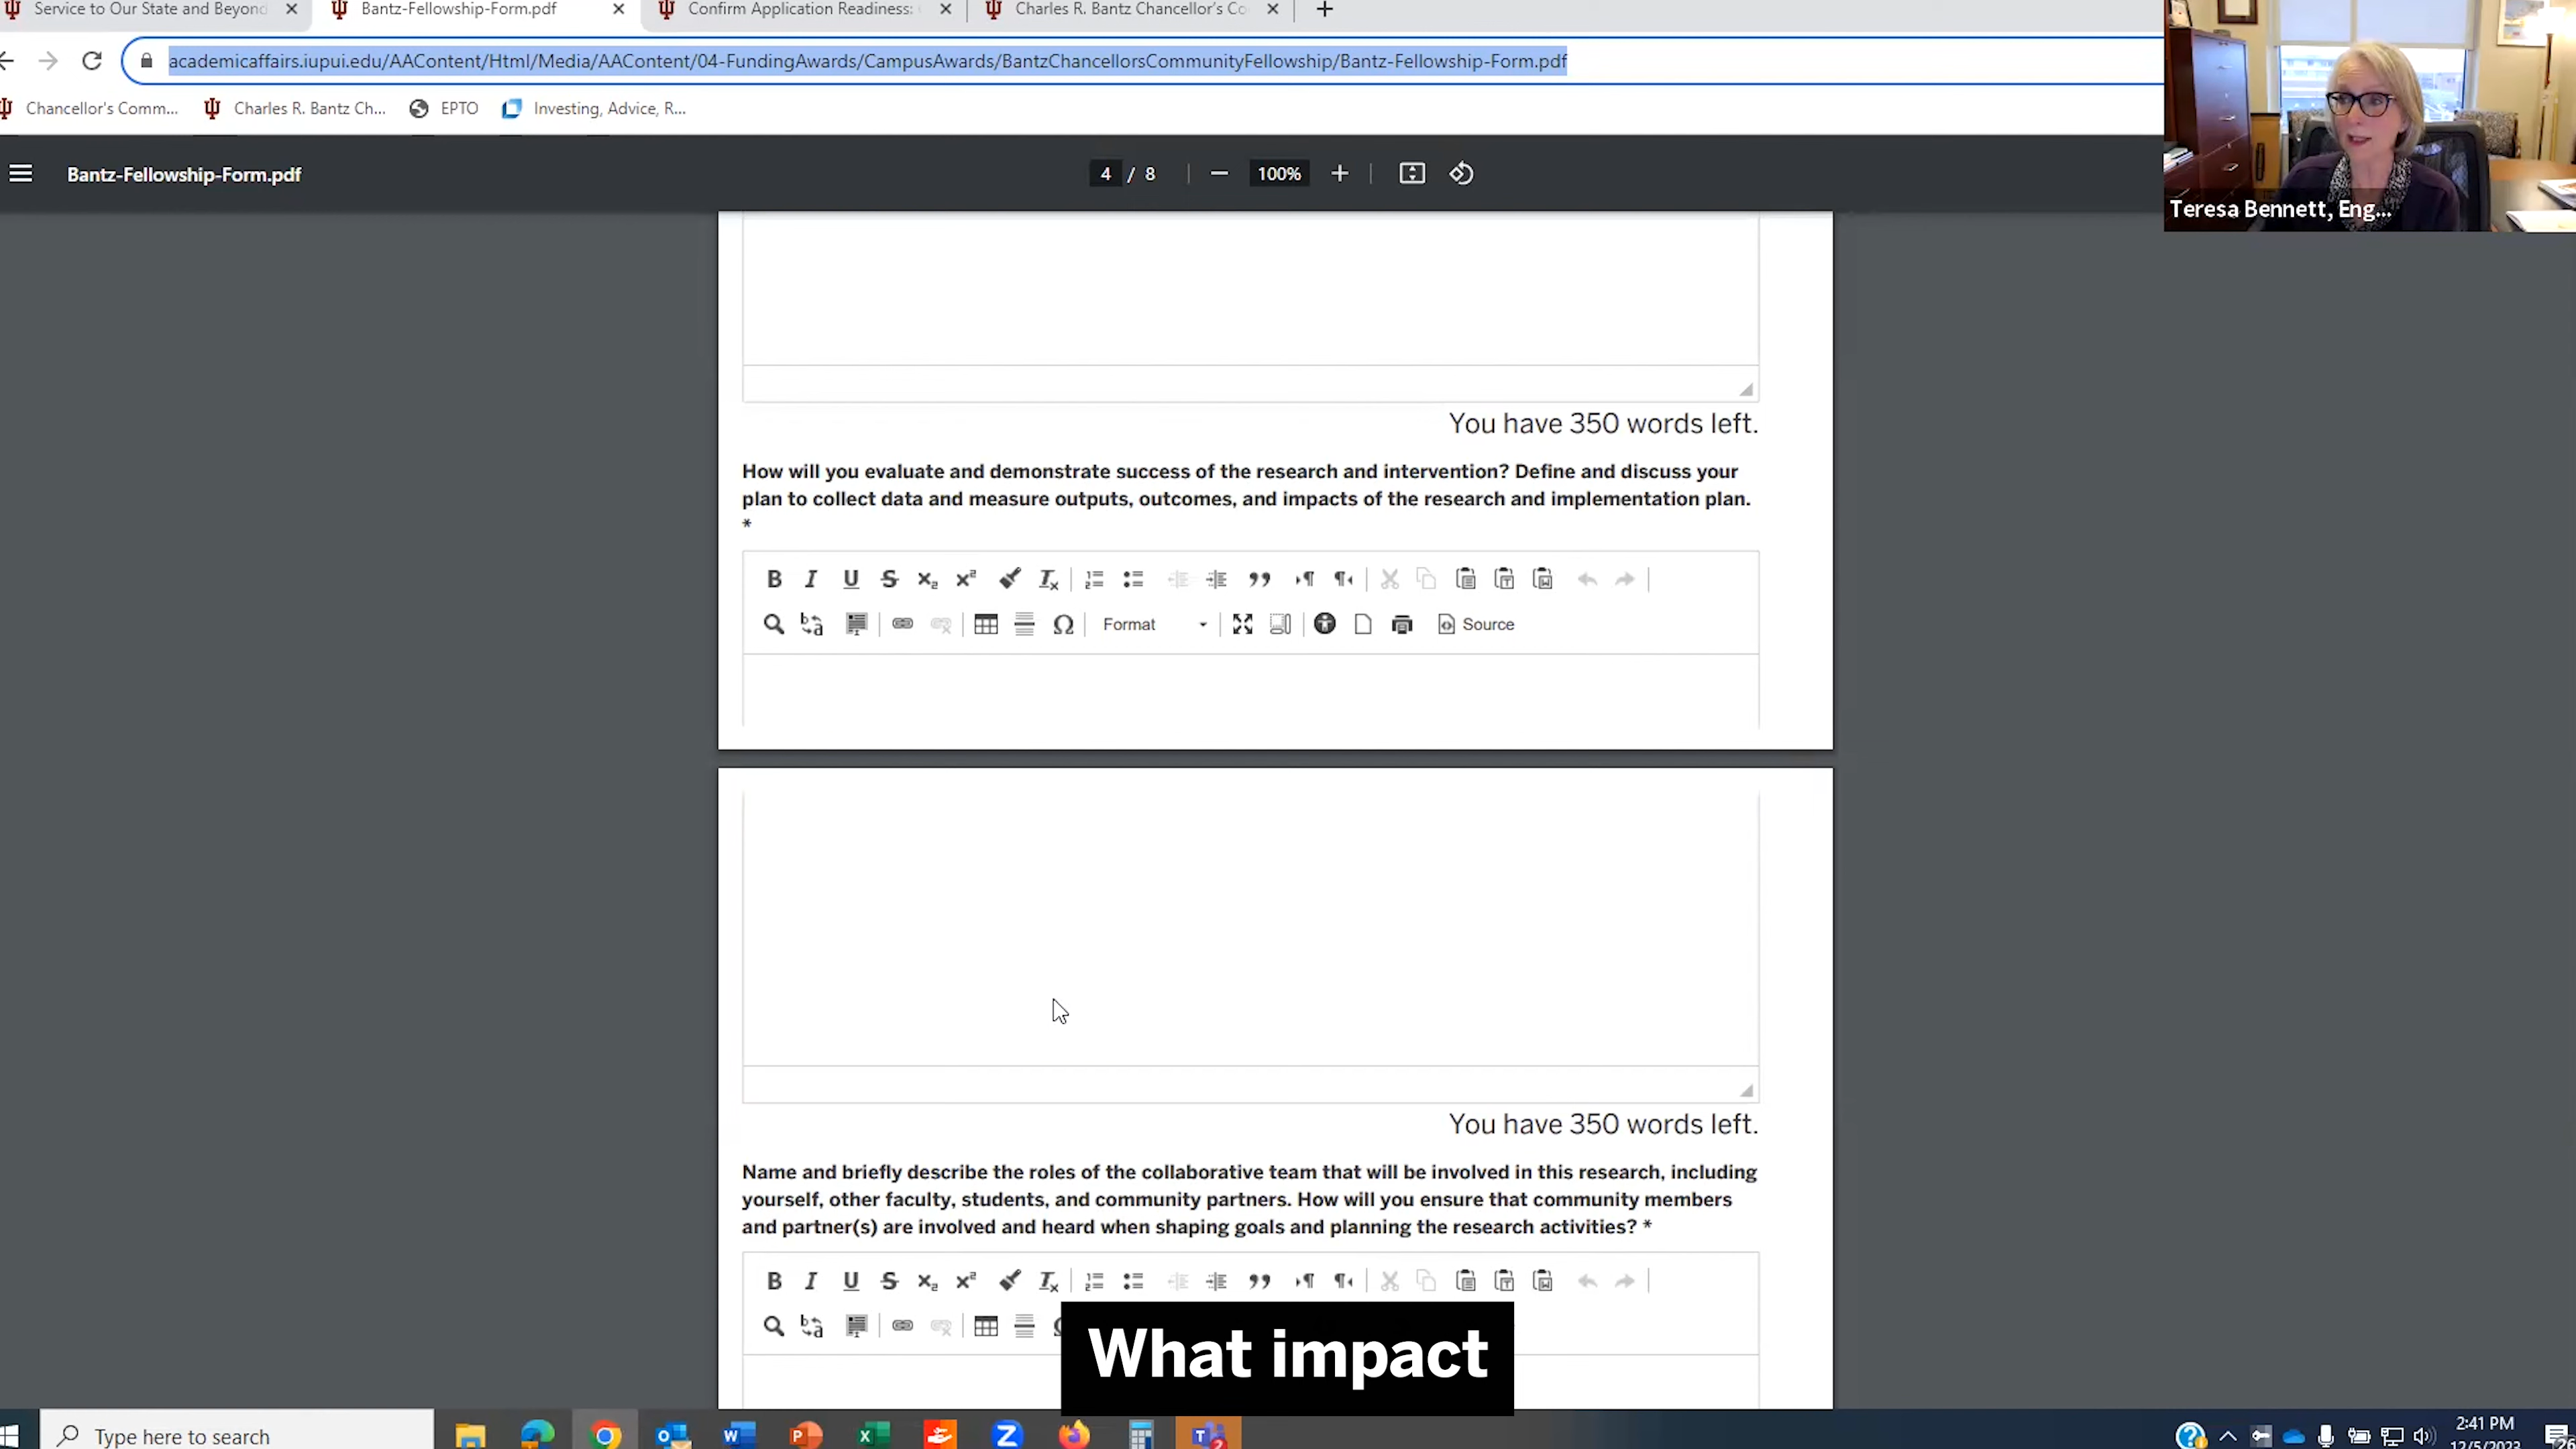 Service to Our State and Beyond
Bantz-Fellowship-Form.pdf
Confirm Application Readiness:
Charles R. Bantz Chancellor's Co
academicaffairs.iupui.edu/AAContent/Html/Media/AAContent/04-FundingAwards/CampusAwards/BantzChancellorsCommunityFellowship/Bantz-Fellowship-Form.pdf
Chancellor's Comm...
Charles R. Bantz Ch...
EPTO
Investing, Advice, R...
Bantz-Fellowship-Form.pdf
4 / 8
100%
Teresa Bennett, Eng...
You have 350 words left.
How will you evaluate and demonstrate success of the research and intervention? Define and discuss your
plan to collect data and measure outputs, outcomes, and impacts of the research and implementation plan.
*
Format
Source
You have 350 words left.
Name and briefly describe the roles of the collaborative team that will be involved in this research, including
yourself, other faculty, students, and community partners. How will you ensure that community members
and partner(s) are involved and heard when shaping goals and planning the research activities? *
What impact
Type here to search
2:41 PM
12/5/2023